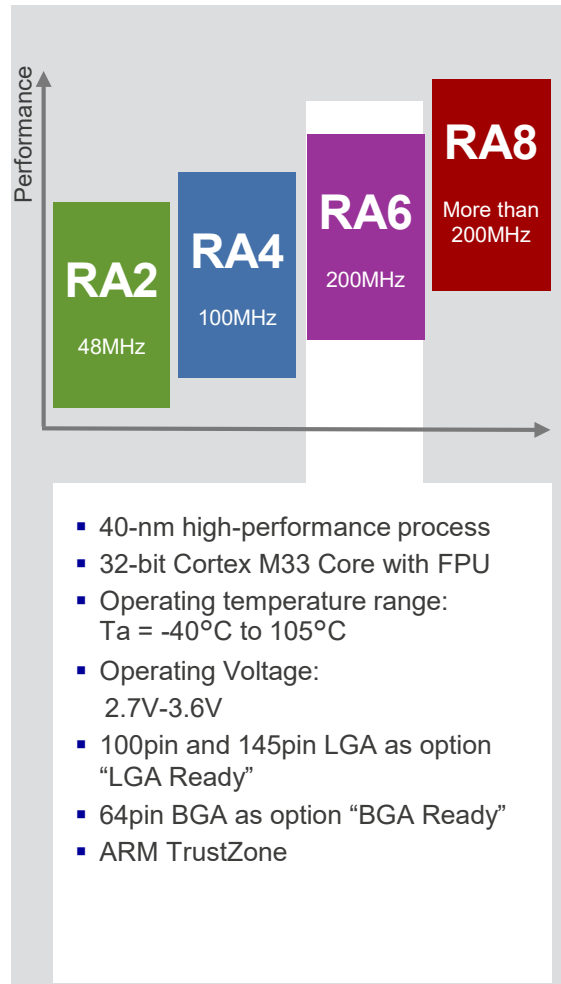 Performance
RA2
48MHz
RA4
100MHz
RA6
200MHz
RA8
More than
200MHz
▪ 40-nm high-performance process
▪ 32-bit Cortex M33 Core with FPU
▪ Operating temperature range:
Ta = -40°C to 105°C
▪ Operating Voltage:
2.7V-3.6V
▪ 100pin and 145pin LGA as option
“LGA Ready”
▪ 64pin BGA as option “BGA Ready”
▪ ARM TrustZone